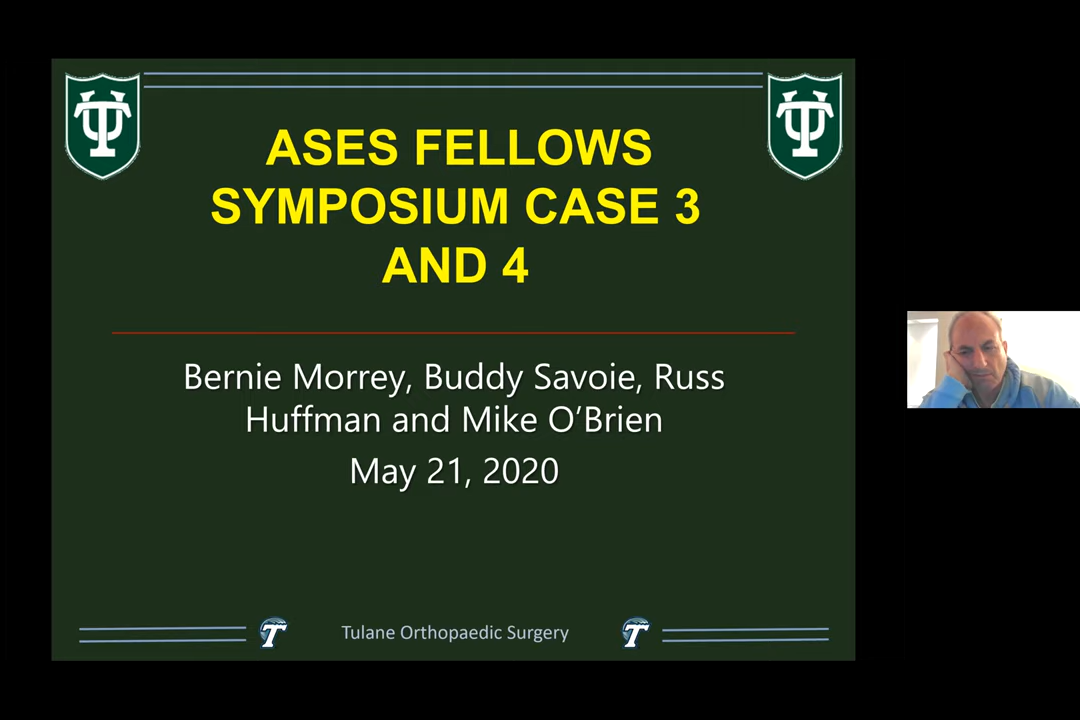 ASES FELLOWS
SYMPOSIUM CASE 3
AND 4
Bernie Morrey, Buddy Savoie, Russ
Huffman and Mike O’Brien
May 21, 2020
Tulane Orthopaedic Surgery